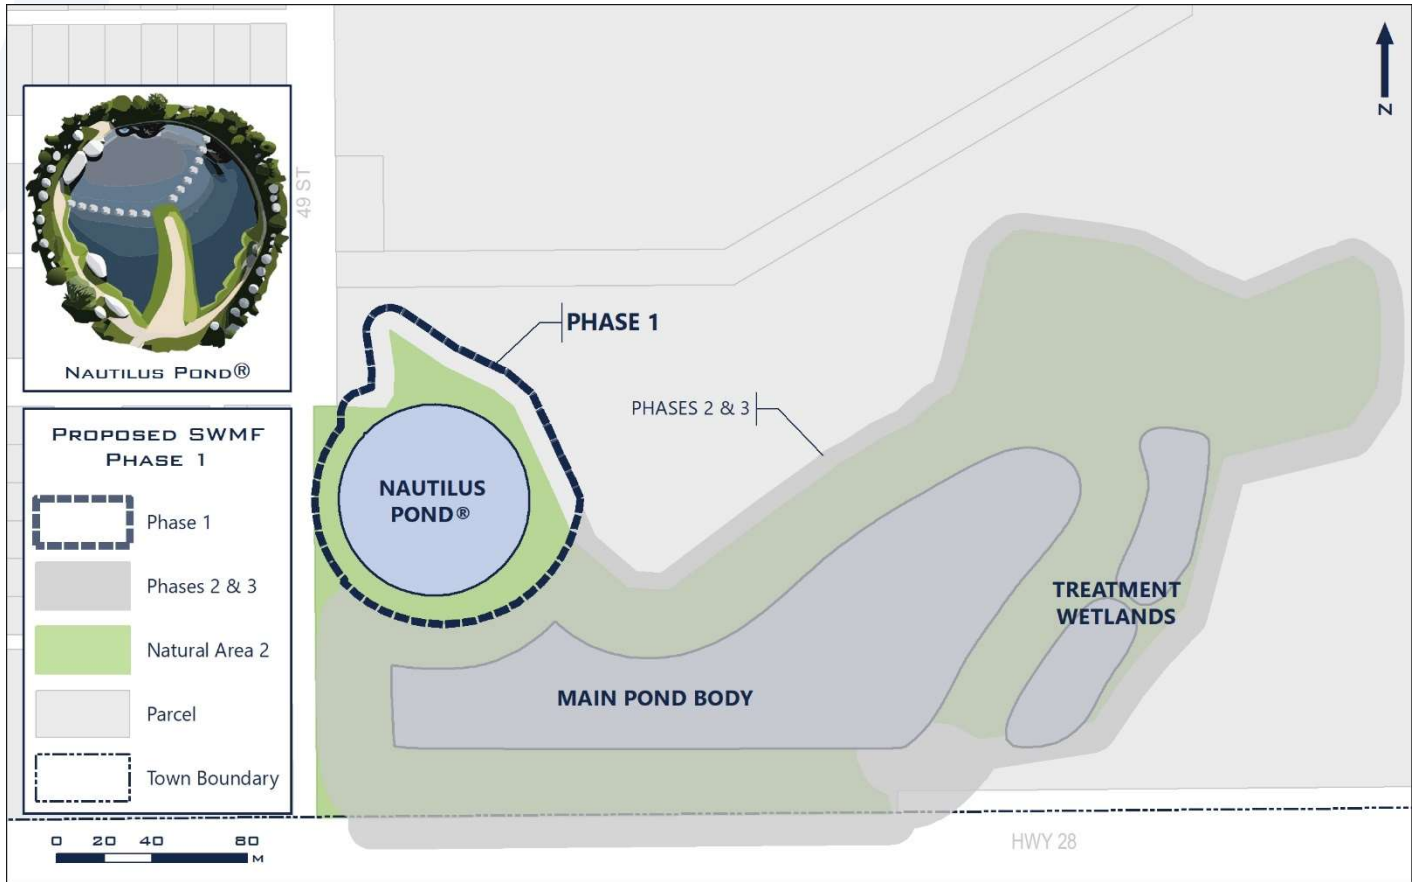 N
49 ST
NAUTILUS POND®
PHASE 1
PHASES 2 & 3
PROPOSED SWMF
PHASE 1
Phase 1
Phases 2 & 3
Natural Area 2
Parcel
Town Boundary
NAUTILUS
POND®
TREATMENT
WETLANDS
MAIN POND BODY
0 20 40 80
M
HWY 28